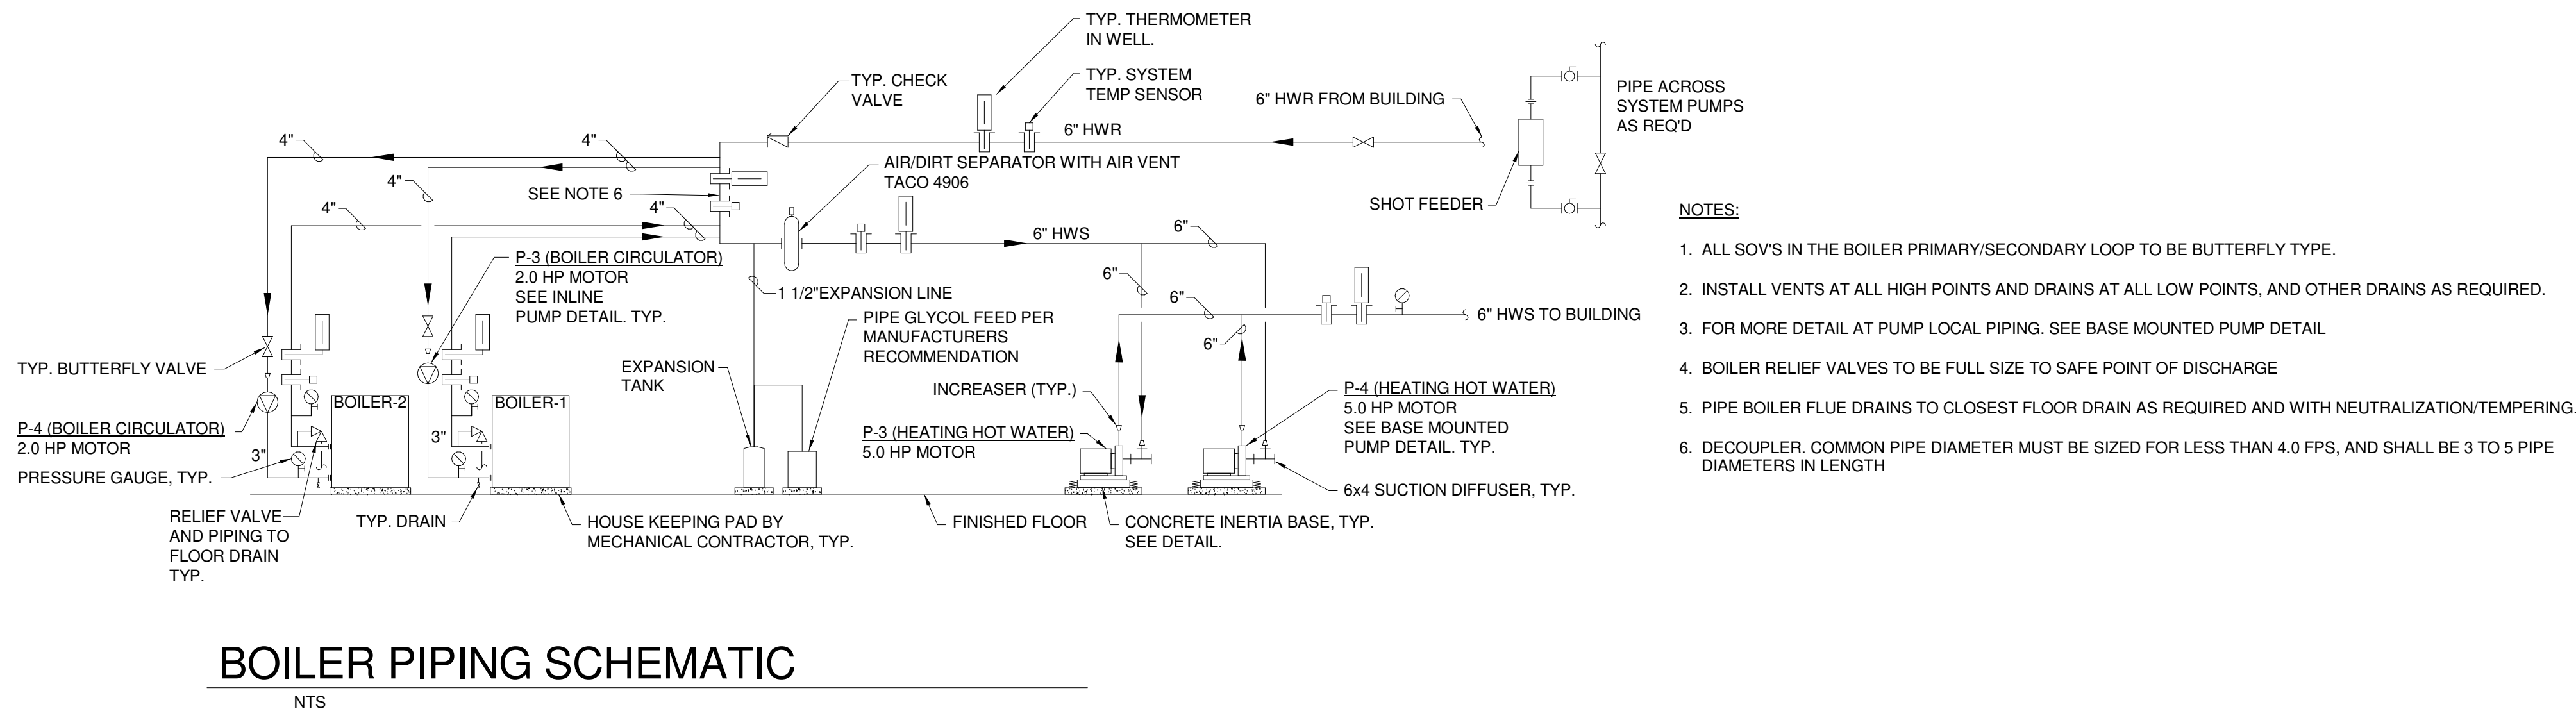 TYP. THERMOMETER
IN WELL.
TYP. CHECK
VALVE
TYP. SYSTEM
TEMP SENSOR
6" HWR FROM BUILDING
PIPE ACROSS
SYSTEM PUMPS
AS REQ'D
4"
4"
6" HWR
AIR/DIRT SEPARATOR WITH AIR VENT
TACO 4906
4"
SEE NOTE 6
SHOT FEEDER
4"
4"
6" HWS
6"
P-3 (BOILER CIRCULATOR)
2.0 HP MOTOR
SEE INLINE
PUMP DETAIL. TYP.
1 1/2"EXPANSION LINE
6"
6"
6"
6" HWS TO BUILDING
PIPE GLYCOL FEED PER
MANUFACTURERS
RECOMMENDATION
TYP. BUTTERFLY VALVE
EXPANSION
TANK
INCREASER (TYP.)
P-4 (HEATING HOT WATER)
5.0 HP MOTOR
SEE BASE MOUNTED
PUMP DETAIL. TYP.
BOILER-2
BOILER-1
P-4 (BOILER CIRCULATOR)
2.0 HP MOTOR
3"
3"
P-3 (HEATING HOT WATER)
5.0 HP MOTOR
PRESSURE GAUGE, TYP.
6x4 SUCTION DIFFUSER, TYP.
RELIEF VALVE
AND PIPING TO
FLOOR DRAIN
TYP.
TYP. DRAIN
HOUSE KEEPING PAD BY
MECHANICAL CONTRACTOR, TYP.
FINISHED FLOOR
CONCRETE INERTIA BASE, TYP.
SEE DETAIL.
NOTES:
1. ALL SOV'S IN THE BOILER PRIMARY/SECONDARY LOOP TO BE BUTTERFLY TYPE.
2. INSTALL VENTS AT ALL HIGH POINTS AND DRAINS AT ALL LOW POINTS, AND OTHER DRAINS AS REQUIRED.
3. FOR MORE DETAIL AT PUMP LOCAL PIPING. SEE BASE MOUNTED PUMP DETAIL
4. BOILER RELIEF VALVES TO BE FULL SIZE TO SAFE POINT OF DISCHARGE
5. PIPE BOILER FLUE DRAINS TO CLOSEST FLOOR DRAIN AS REQUIRED AND WITH NEUTRALIZATION/TEMPERING.
6. DECOUPLER. COMMON PIPE DIAMETER MUST BE SIZED FOR LESS THAN 4.0 FPS, AND SHALL BE 3 TO 5 PIPE
DIAMETERS IN LENGTH
BOILER PIPING SCHEMATIC
NTS